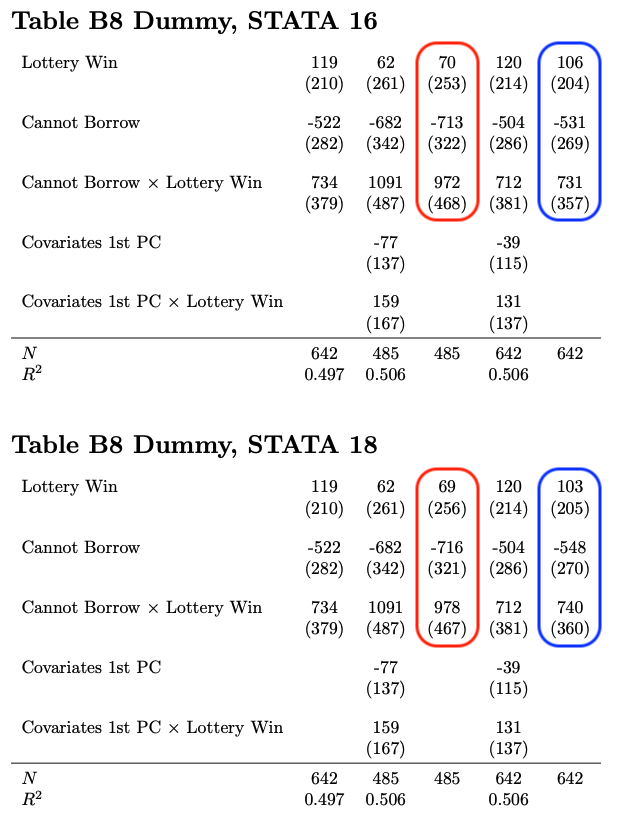 Table B8 Dummy, STATA 16
Lottery Win 119 62 70 120 106
(210) (261) (253) (214) (204)
Cannot Borrow -522 -682 -713 -504 -531
(282) (342) (322) (286) (269)
Cannot Borrow × Lottery Win 734 1091 972 712 731
(379) (487) (468) (381) (357)
Covariates 1st PC -77 -39
(137) (115)
Covariates 1st PC × Lottery Win 159 131
(167) (137)
N 642 485 485 642 642
R² 0.497 0.506 0.506
Table B8 Dummy, STATA 18
Lottery Win 119 62 69 120 103
(210) (261) (256) (214) (205)
Cannot Borrow -522 -682 -716 -504 -548
(282) (342) (321) (286) (270)
Cannot Borrow × Lottery Win 734 1091 978 712 740
(379) (487) (467) (381) (360)
Covariates 1st PC -77 -39
(137) (115)
Covariates 1st PC × Lottery Win 159 131
(167) (137)
N 642 485 485 642 642
R² 0.497 0.506 0.506